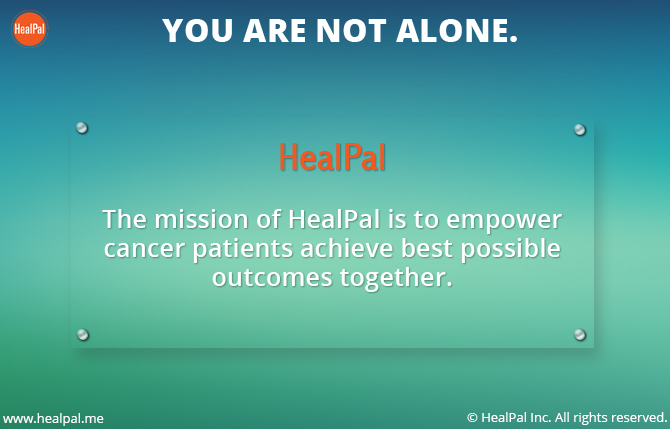 HealPal
YOU ARE NOT ALONE.
HealPal
The mission of HealPal is to empower
cancer patients achieve best possible
outcomes together.
www.healpal.me
© HealPal Inc. All rights reserved.